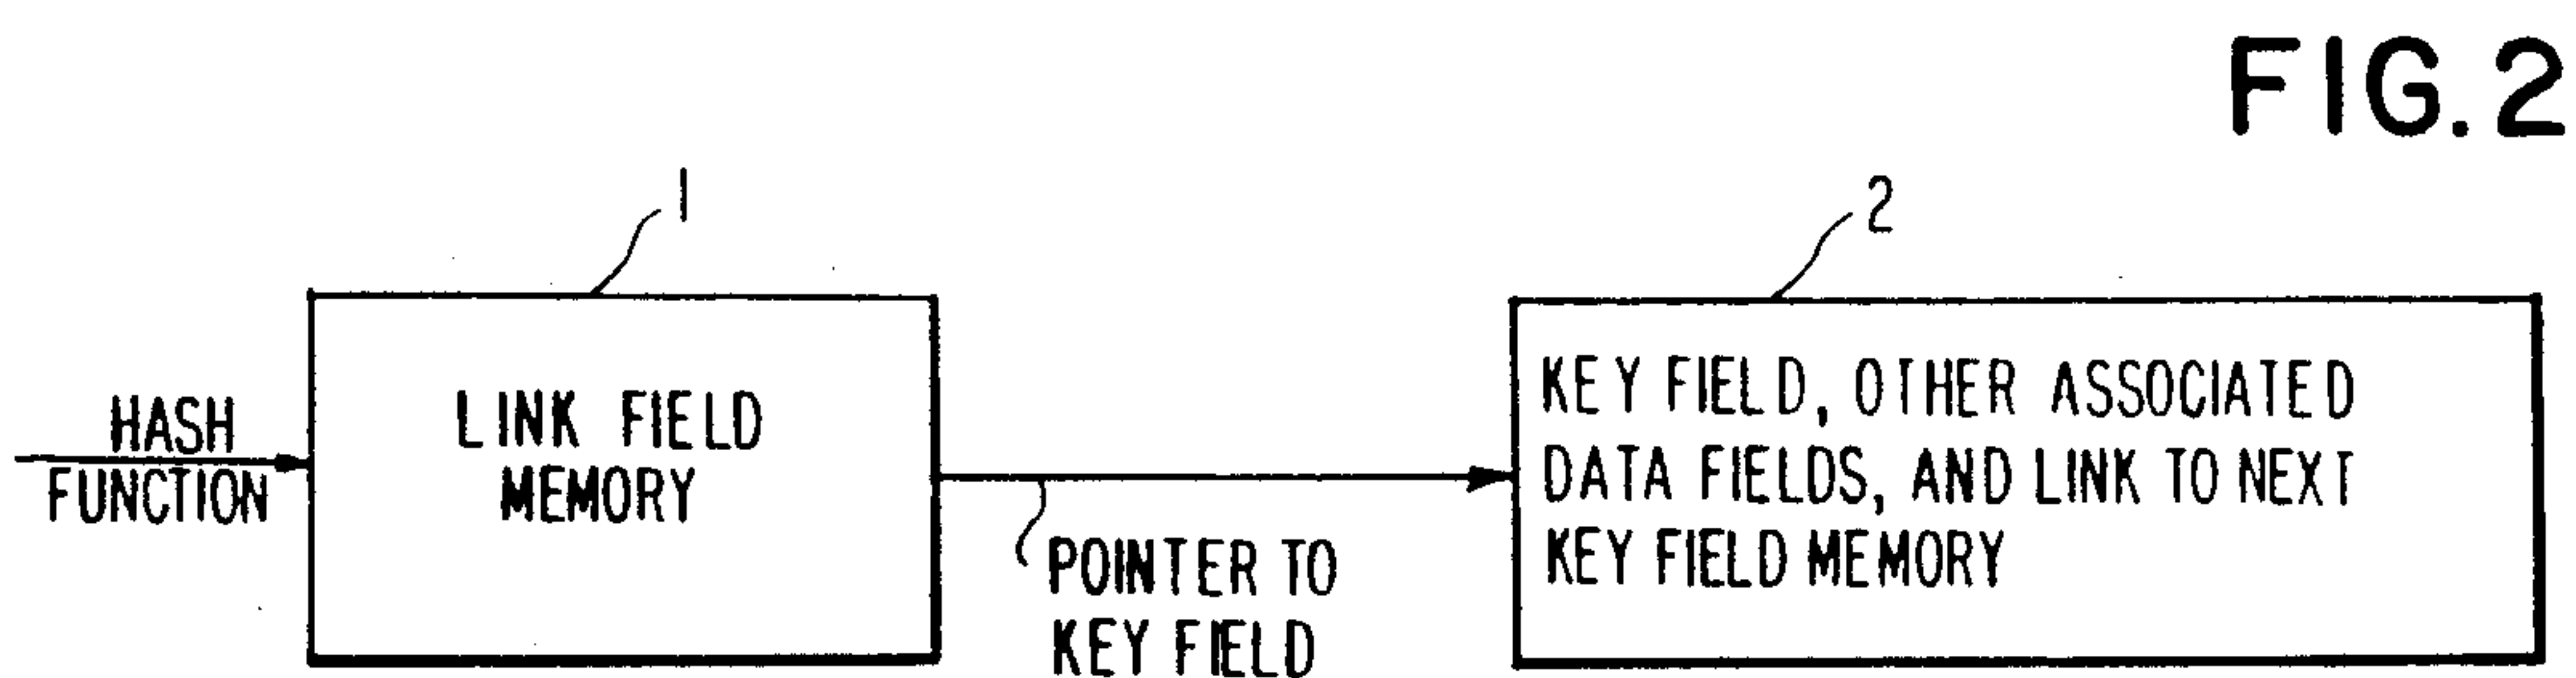 FIG. 2
1
2
HASH
FUNCTION
LINK FIELD
MEMORY
POINTER TO
KEY FIELD
KEY FIELD, OTHER ASSOCIATED
DATA FIELDS, AND LINK TO NEXT
KEY FIELD MEMORY